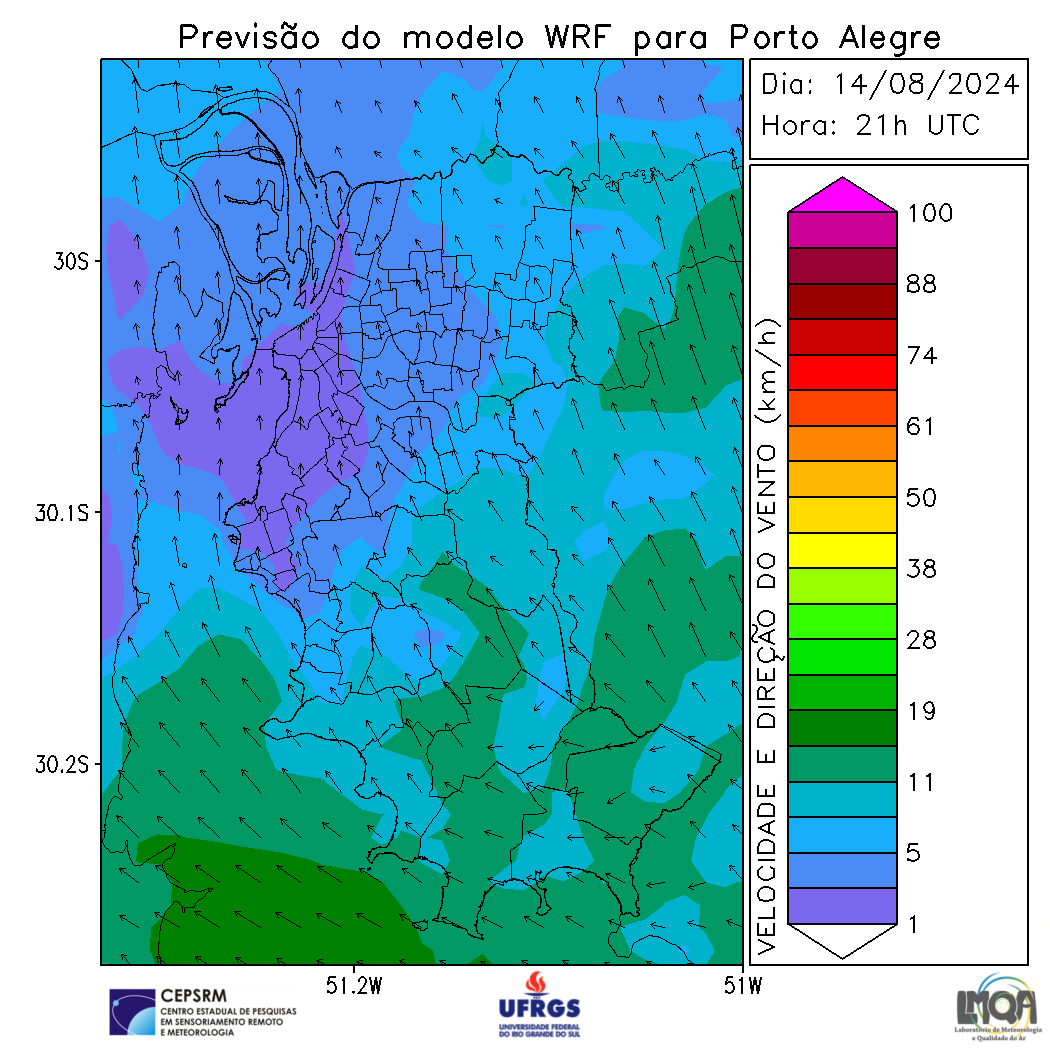 Previsão do modelo WRF para Porto Alegre
Dia: 14/08/2024
Hora: 21h UTC
30S
30.1S
30.2S
51.2W
51W
VELOCIDADE E DIREÇÃO DO VENTO (km/h)
100
88
74
61
50
38
28
19
11
5
1
CEPSRM
CENTRO ESTADUAL DE PESQUISAS
EM SENSORIAMENTO REMOTO
E METEOROLOGIA
UFRGS
UNIVERSIDADE FEDERAL
DO RIO GRANDE DO SUL
LMQA
Laboratório de Meteorologia
e Qualidade do Ar